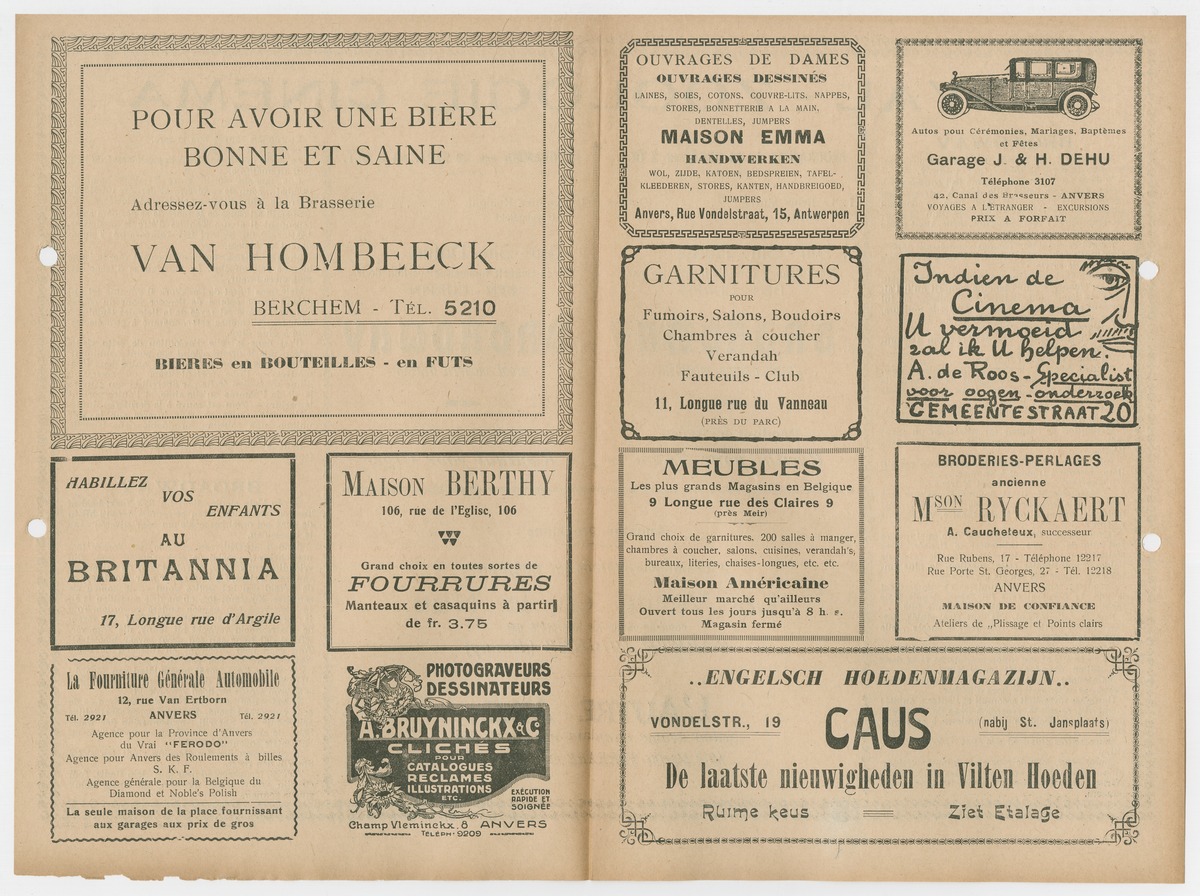 POUR AVOIR UNE BIÈRE
BONNE ET SAINE
Adressez-vous à la Brasserie
VAN HOMBEECK
BERCHEM - TÉL. 5210
BIERES en BOUTEILLES - en FUTS
HABILLEZ
VOS
ENFANTS
AU
BRITANNIA
17, Longue rue d'Argile
MAISON BERTHY
106, rue de l'Eglise, 106
Grand choix en toutes sortes de
FOURRURES
Manteaux et casaquins à partir
de fr. 3.75
La Fourniture Générale Automobile
12, rue Van Ertborn
Tél. 2921 ANVERS Tél. 2921
Agence pour la Province d'Anvers
du Vrai "FERODO"
Agence pour Anvers des Roulements à billes
S. K. F.
Agence générale pour la Belgique du
Diamond et Noble's Polish
La seule maison de la place fournissant
aux garages aux prix de gros
PHOTOGRAVEURS
DESSINATEURS
A. BRUYNINCKX & Co
CLICHÉS
POUR
CATALOGUES
RECLAMES
ILLUSTRATIONS
ETC.
EXÉCUTION
RAPIDE ET
SOIGNÉE
Champ Vleminckx, 8 ANVERS
TÉLÉPH. 9209
OUVRAGES DE DAMES
OUVRAGES DESSINÉS
LAINES, SOIES, COTONS, COUVRE-LITS, NAPPES,
STORES, BONNETTERIE A LA MAIN,
DENTELLES, JUMPERS
MAISON EMMA
HANDWERKEN
WOL, ZIJDE, KATOEN, BEDSPREIEN, TAFEL-
KLEEDEREN, STORES, KANTEN, HANDBREIGOED,
JUMPERS
Anvers, Rue Vondelstraat, 15, Antwerpen
Autos pour Cérémonies, Mariages, Baptêmes
et Fêtes
Garage J. & H. DEHU
Téléphone 3107
42, Canal des Brasseurs - ANVERS
VOYAGES A L'ETRANGER - EXCURSIONS
PRIX A FORFAIT
GARNITURES
POUR
Fumoirs, Salons, Boudoirs
Chambres à coucher
Verandah
Fauteuils - Club
11, Longue rue du Vanneau
(PRÈS DU PARC)
Indien de
Cinema
U vermoeid
zal ik U helpen.
A. de Roos - Specialist
voor oogen - onderzoek
GEMEENTESTRAAT 20
MEUBLES
Les plus grands Magasins en Belgique
9 Longue rue des Claires 9
(près Meir)
Grand choix de garnitures. 200 salles à manger,
chambres à coucher, salons, cuisines, verandah's,
bureaux, literies, chaises-longues, etc. etc.
Maison Américaine
Meilleur marché qu'ailleurs
Ouvert tous les jours jusqu'à 8 h. s.
Magasin fermé
BRODERIES-PERLAGES
ancienne
MSON RYCKAERT
A. Caucheteux, successeur
Rue Rubens, 17 - Téléphone 12217
Rue Porte St. Georges, 27 - Tél. 12218
ANVERS
MAISON DE CONFIANCE
Ateliers de „Plissage et Points clairs
..ENGELSCH HOEDENMAGAZIJN..
VONDELSTR., 19 CAUS (nabij St. Jansplaats)
De laatste nieuwigheden in Vilten Hoeden
Ruime keus Ziet Etalage